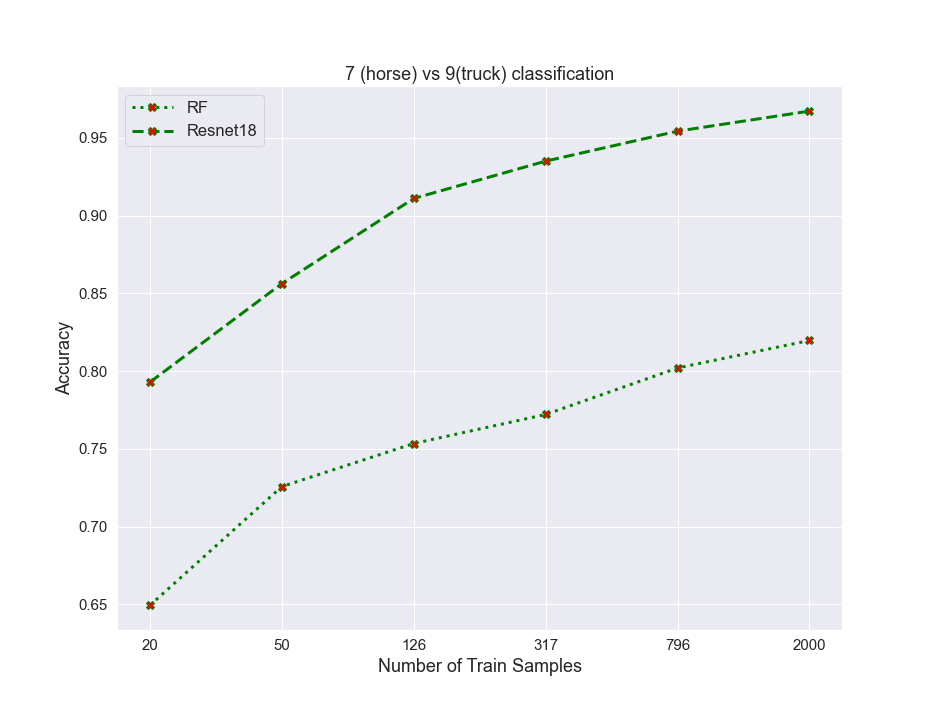 7 (horse) vs 9(truck) classification
RF
Resnet18
0.95
0.90
0.85
0.80
0.75
0.70
0.65
Accuracy
20 50 126 317 796 2000
Number of Train Samples